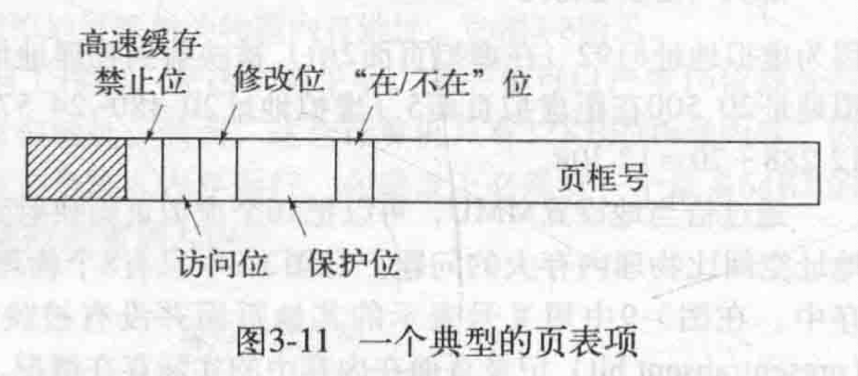 高速缓存
禁止位 修改位 “在/不在”位
页框号
访问位 保护位
图3-11 一个典型的页表项